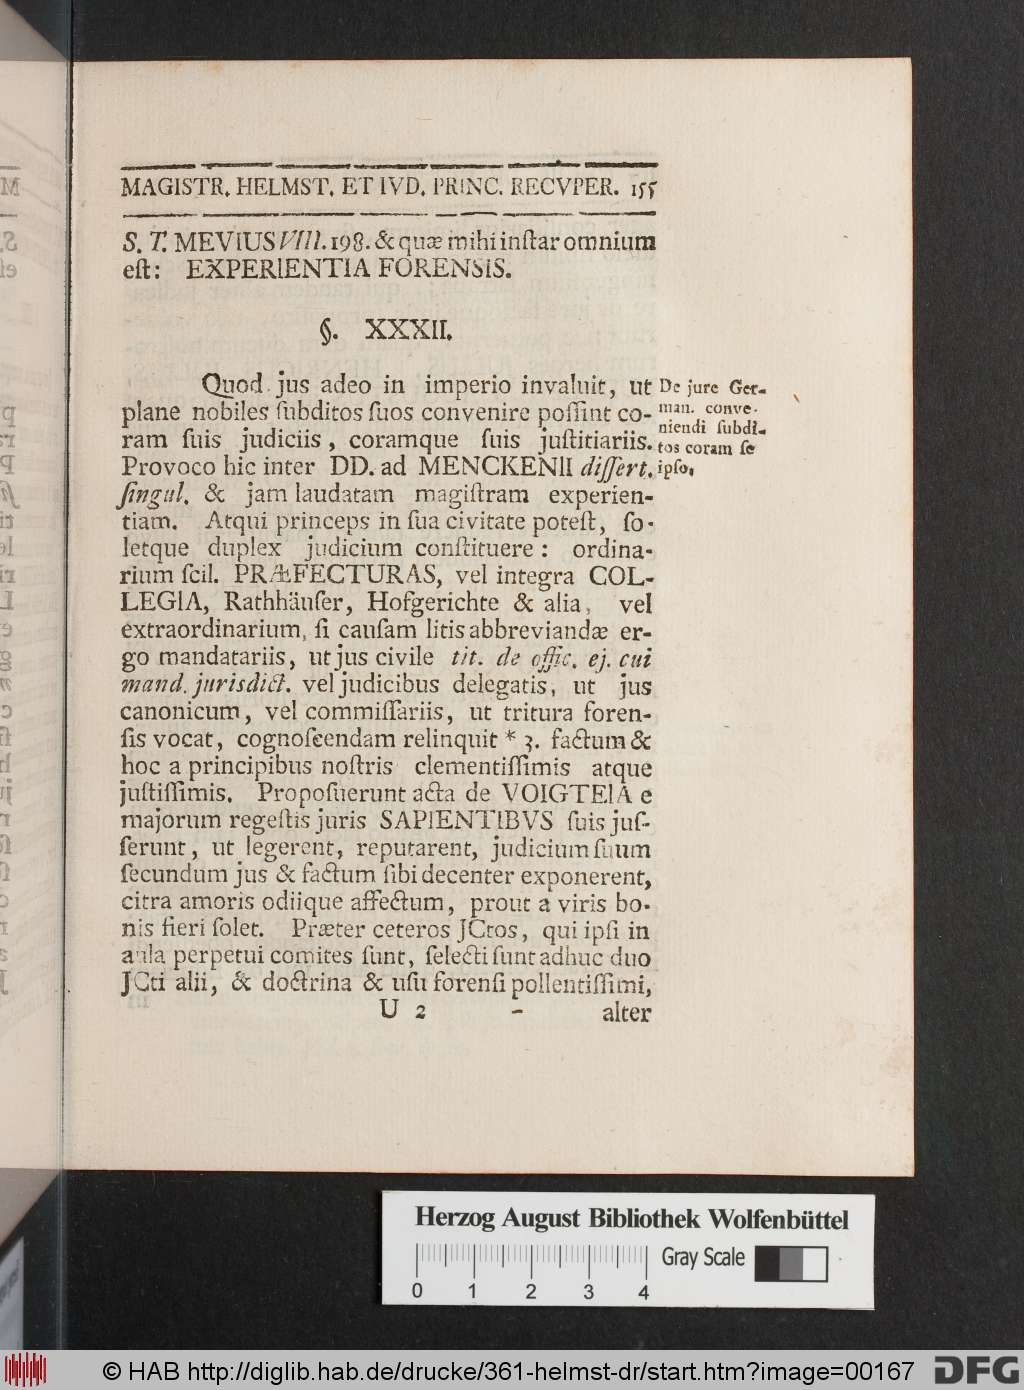 MAGISTR. HELMST. ET IVD. PRINC. RECVPER. 155
S. T. MEVIUS VIII. 198. & quæ mihi inſtar omnium
eſt: EXPERIENTIA FORENSIS.
§. XXXII.
Quod jus adeo in imperio invaluit, ut
plane nobiles ſubditos ſuos convenire poſſint co-
ram ſuis judiciis, coramque ſuis juſtitiariis.
Provoco hic inter DD. ad MENCKENII diſſert.
ſingul. & jam laudatam magiſtram experien-
tiam. Atqui princeps in ſua civitate poteſt, ſo-
letque duplex judicium conſtituere: ordina-
rium ſcil. PRÆFECTURAS, vel integra COL-
LEGIA, Rathhäuſer, Hofgerichte & alia, vel
extraordinarium, ſi cauſam litis abbreviandæ er-
go mandatariis, ut jus civile tit. de offic. ej. cui
mand. jurisdict. vel judicibus delegatis, ut jus
canonicum, vel commiſſariis, ut tritura foren-
ſis vocat, cognoſcendam relinquit * 3. factum &
hoc a principibus noſtris clementiſſimis atque
juſtiſſimis. Propoſuerunt acta de VOIGTEIA e
majorum regeſtis juris SAPIENTIBVS ſuis juſ-
ſerunt, ut legerent, reputarent, judicium ſuum
ſecundum jus & factum ſibi decenter exponerent,
citra amoris odiique affectum, prout a viris bo-
nis fieri ſolet. Præter ceteros JCtos, qui ipſi in
aula perpetui comites ſunt, ſelecti ſunt adhuc duo
JCti alii, & doctrina & uſu forenſi pollentiſſimi,
U 2 - alter
De jure Ger-
man. conve-
niendi ſubdi-
tos coram ſe
ipſo.
Herzog August Bibliothek Wolfenbüttel
Gray Scale
0 1 2 3 4
© HAB http://diglib.hab.de/drucke/361-helmst-dr/start.htm?image=00167
DFG